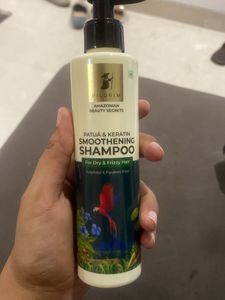 PILGRIM
AMAZONIAN
BEAUTY SECRETS
PATUÁ & KERATIN
SMOOTHENING
SHAMPOO
For Dry & Frizzy Hair
Sulphate & Paraben Free